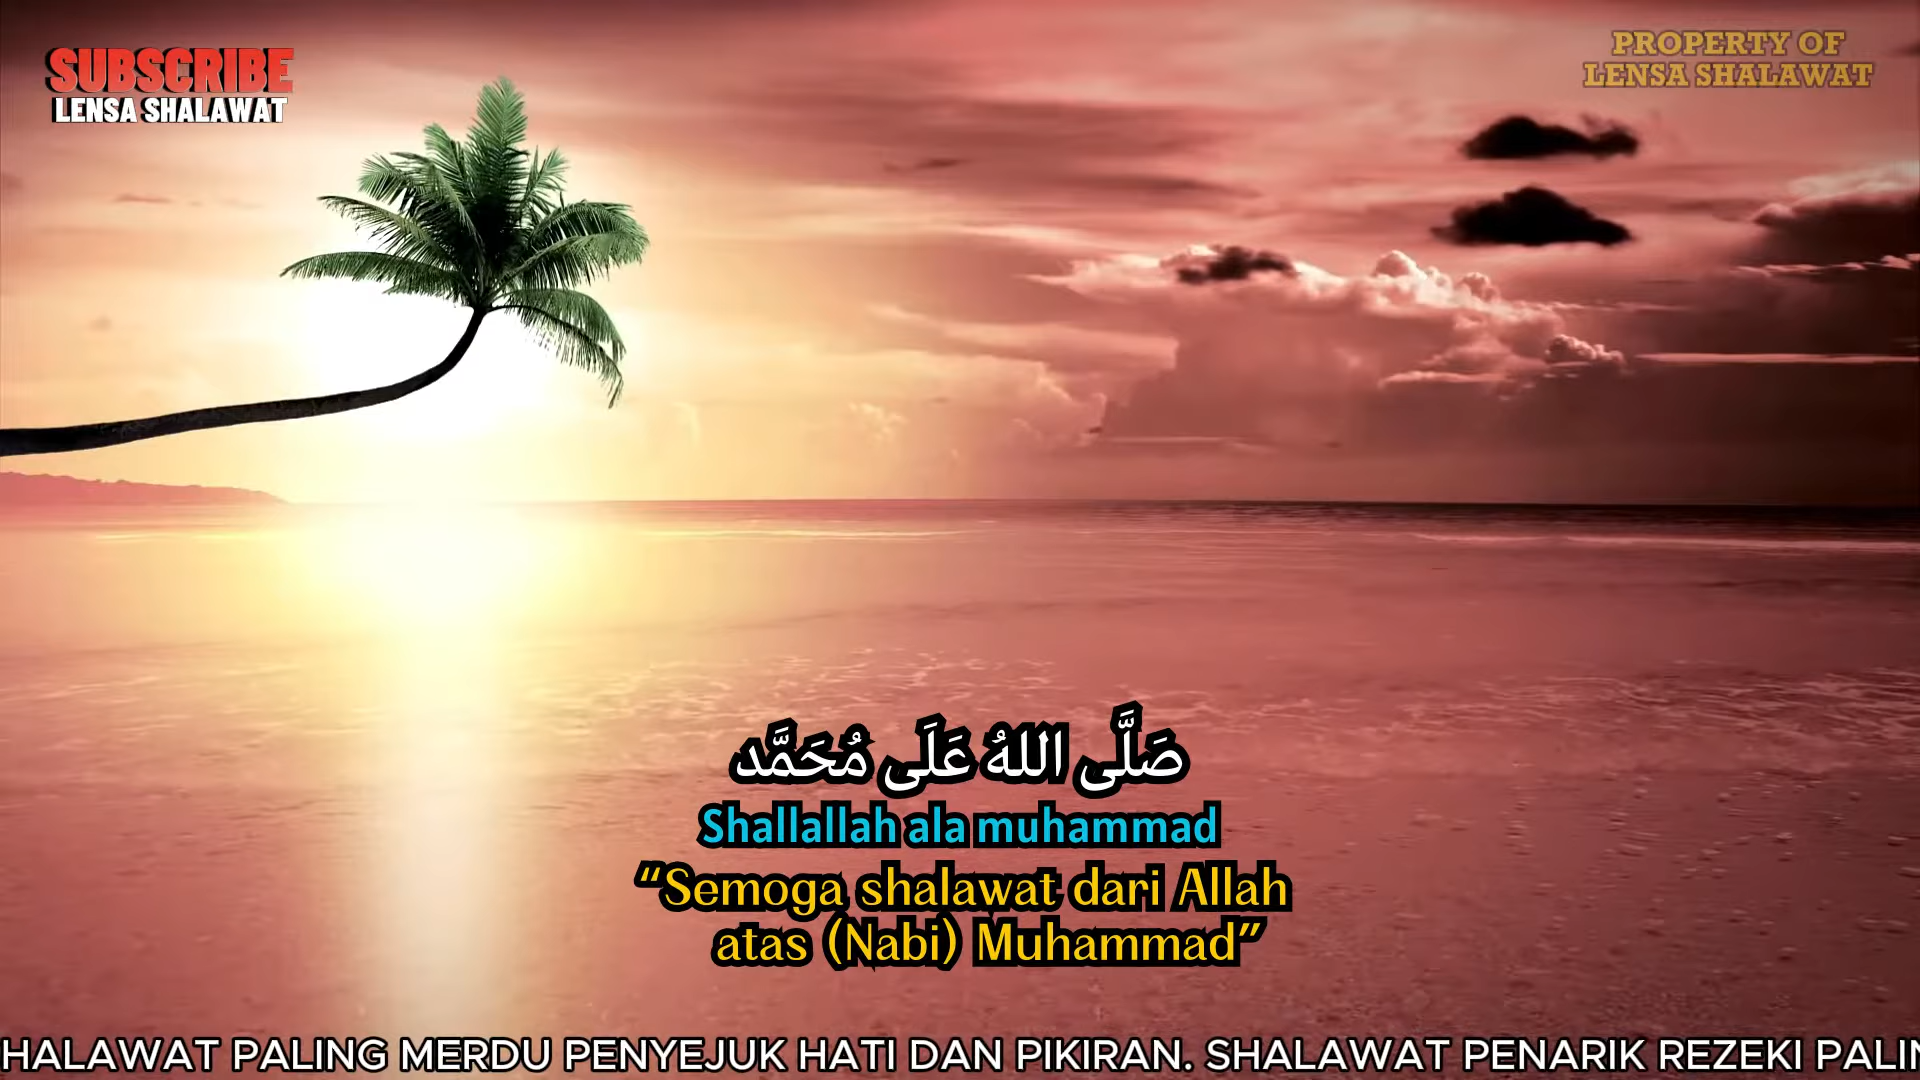 SUBSCRIBE
LENSA SHALAWAT
PROPERTY OF
LENSA SHALAWAT
صَلَّى اللهُ عَلَى مُحَمَّد
Shallallah ala muhammad
“Semoga shalawat dari Allah
atas (Nabi) Muhammad”
HALAWAT PALING MERDU PENYEJUK HATI DAN PIKIRAN. SHALAWAT PENARIK REZEKI PALIN